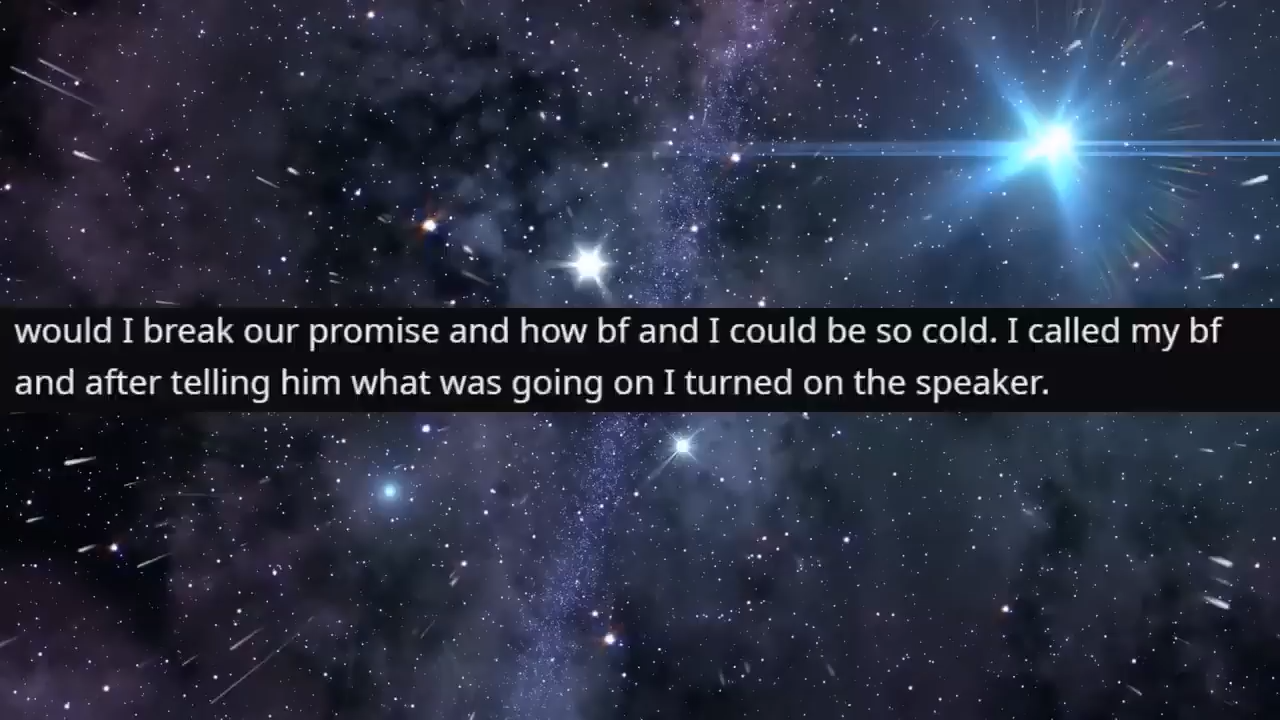 would I break our promise and how bf and I could be so cold. I called my bf
and after telling him what was going on I turned on the speaker.